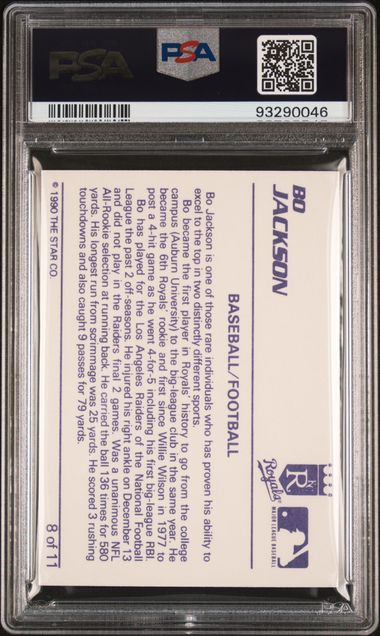 PSA
PSA
93290046
BO
JACKSON
BASEBALL/FOOTBALL
Royals
MAJOR LEAGUE BASEBALL
Bo Jackson is one of those rare individuals who has proven his ability to
excel to the top in two distinctly different sports.
Bo became the first player in Royals' history to go from the college
campus (Auburn University) to the big-league club in the same year. He
became the 6th Royals' rookie and first since Willie Wilson in 1977 to
post a 4-hit game as he went 4-for-5 including his first big-league RBI.
Bo has played for the Los Angeles Raiders of the National Football
League the past 2 off-seasons. He injured his right ankle on December 13
and did not play in the Raiders final 2 games. Was a unanimous NFL
All-Rookie selection at running back. He carried the ball 136 times for 580
yards. His longest run from scrimmage was 25 yards. He scored 3 rushing
touchdowns and also caught 9 passes for 79 yards.
© 1990 THE STAR CO.
8 of 11